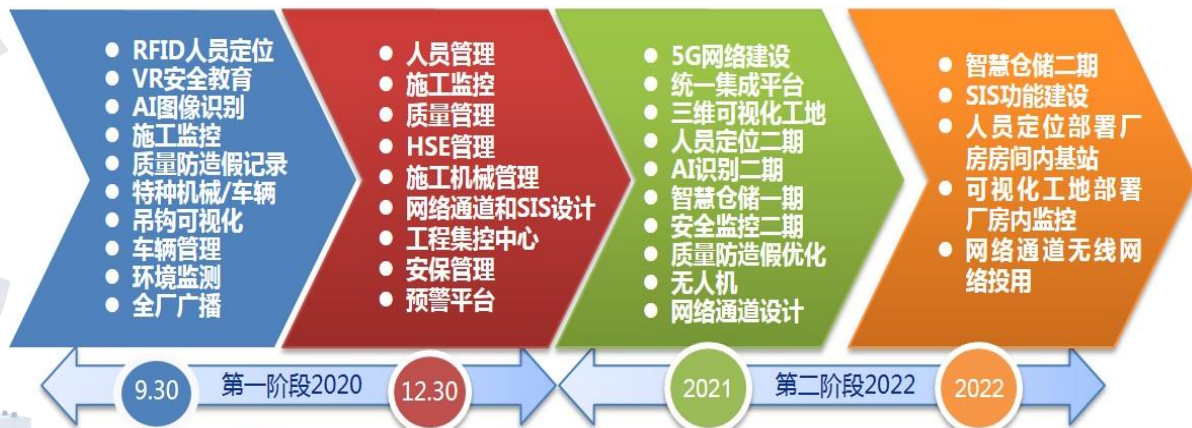 RFID人员定位
VR安全教育
AI图像识别
施工监控
质量防造假记录
特种机械/车辆
吊钩可视化
车辆管理
环境监测
全厂广播
人员管理
施工监控
质量管理
HSE管理
施工机械管理
网络通道和SIS设计
工程集控中心
安保管理
预警平台
5G网络建设
统一集成平台
三维可视化工地
人员定位二期
AI识别二期
智慧仓储一期
安全监控二期
质量防造假优化
无人机
网络通道设计
智慧仓储二期
SIS功能建设
人员定位部署厂
房房间内基站
可视化工地部署
厂房内监控
网络通道无线网
络投用
9.30
第一阶段2020
12.30
2021
第二阶段2022
2022